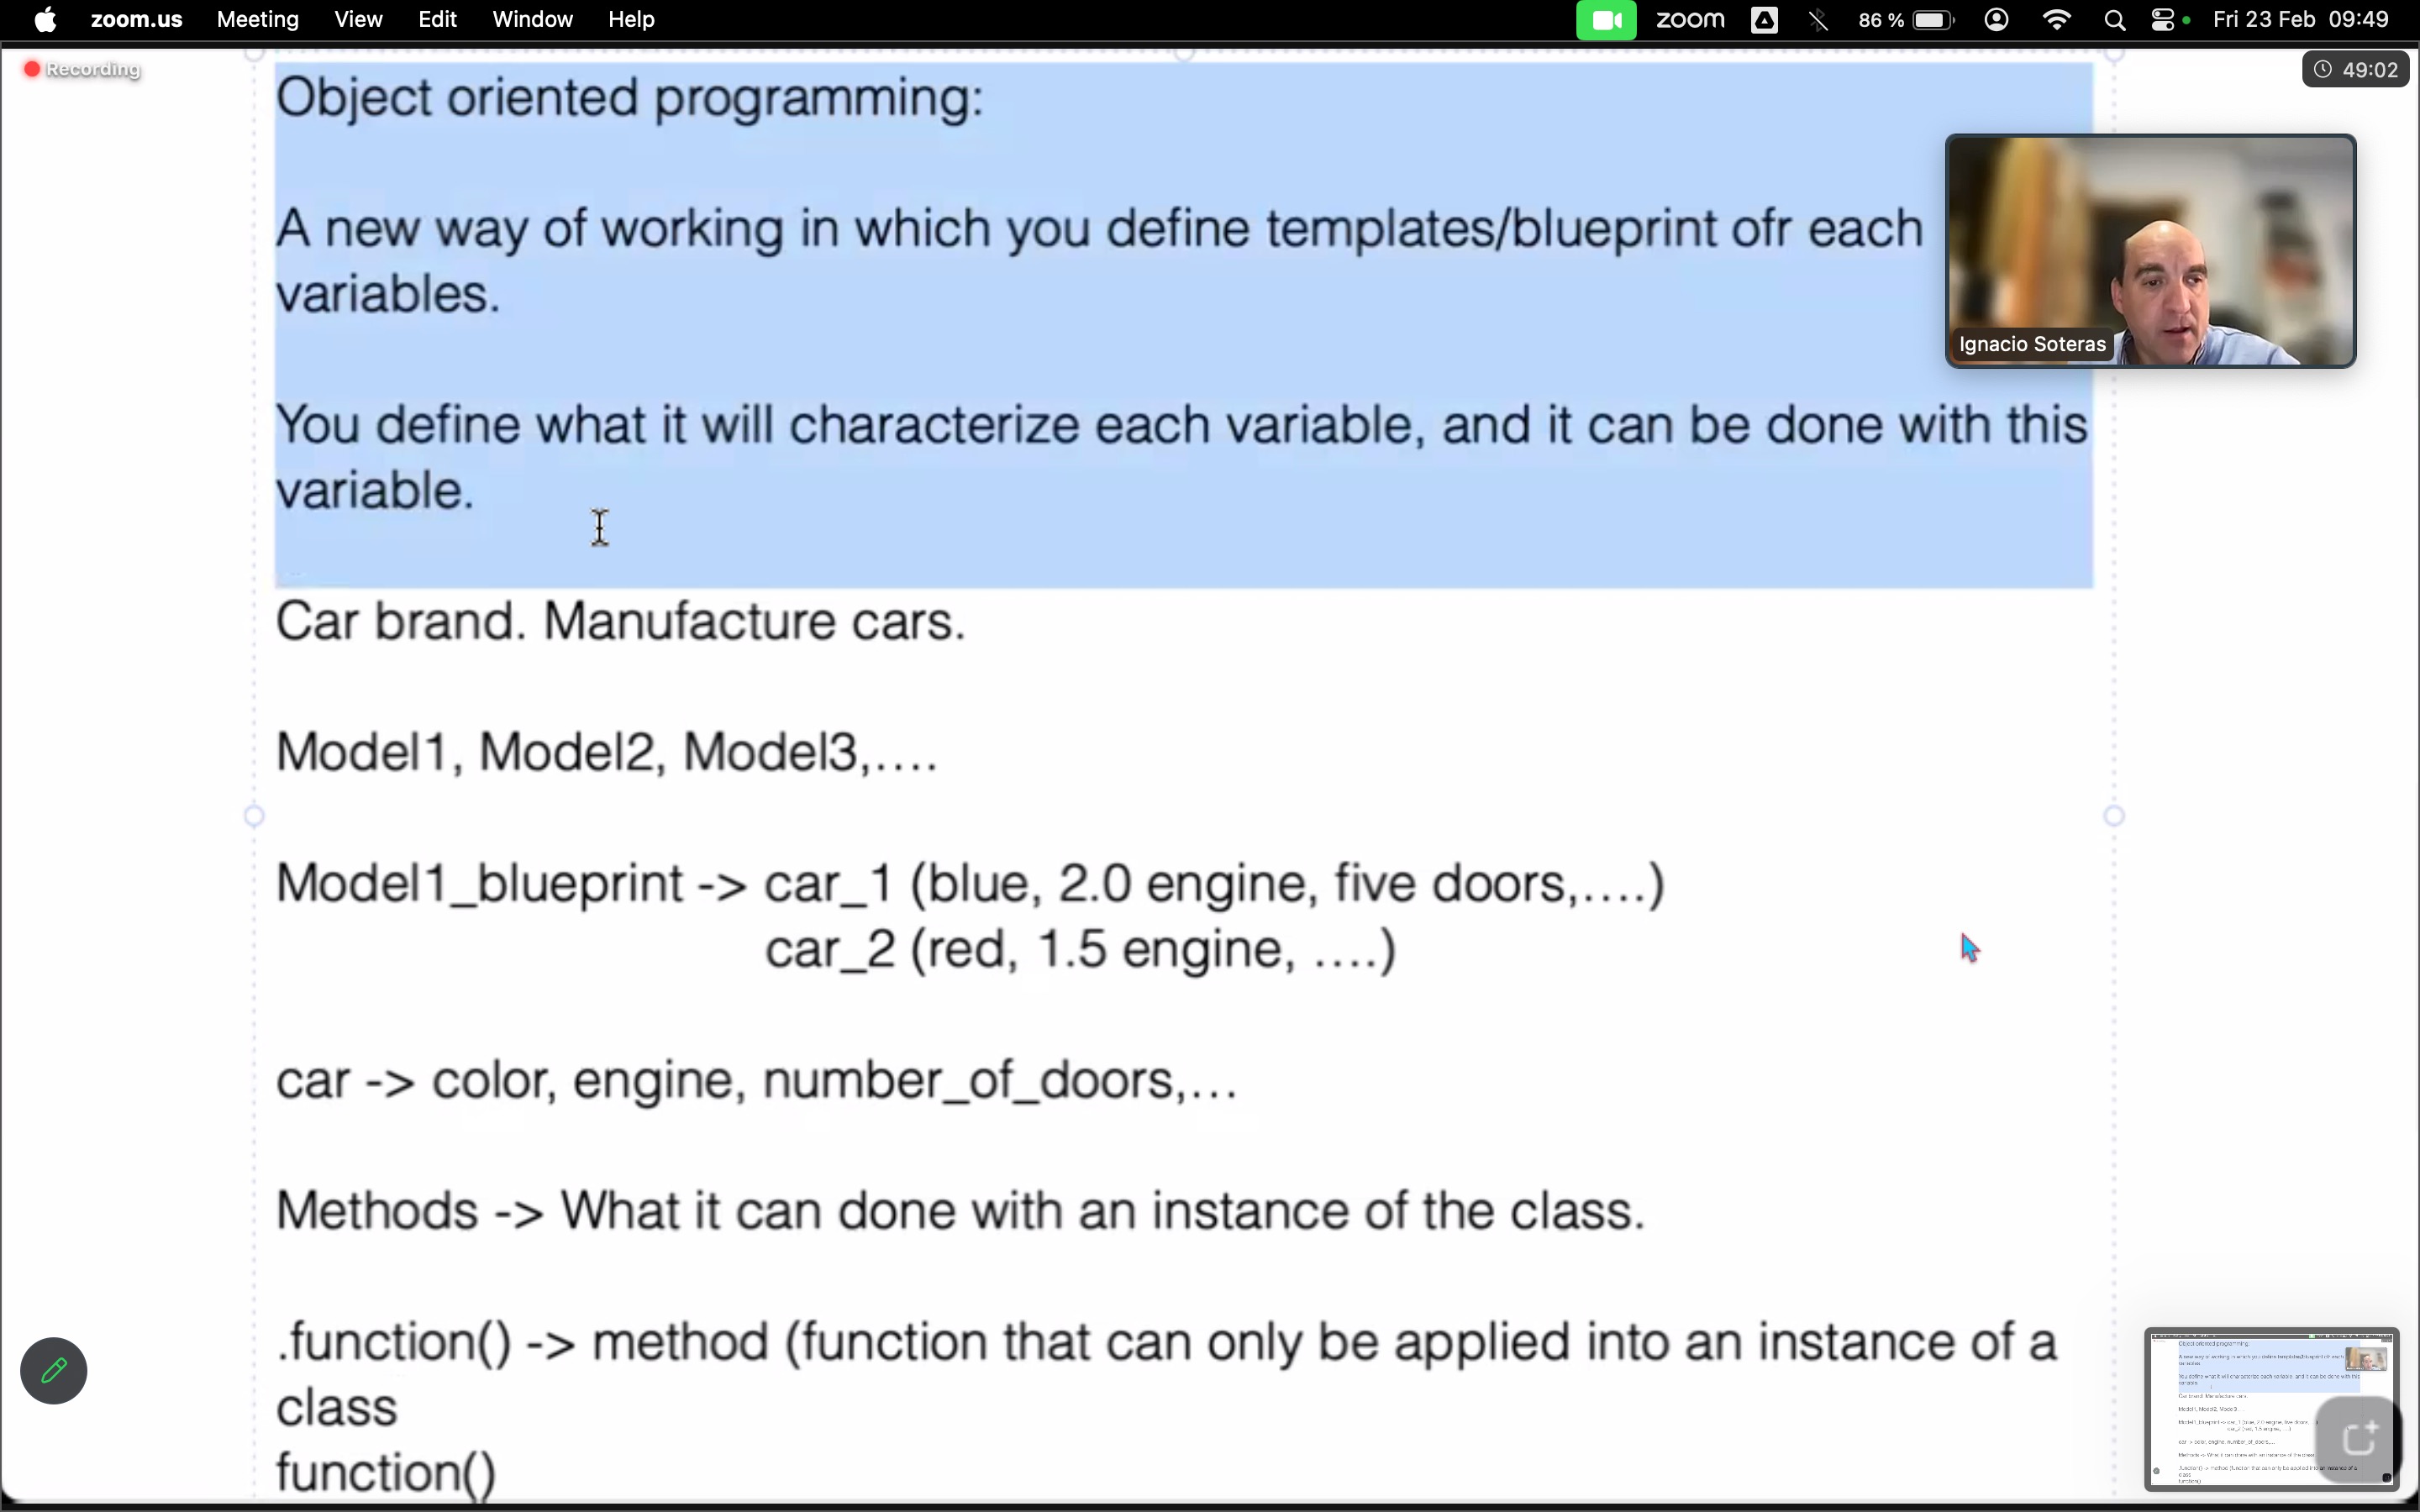 zoom.us Meeting View Edit Window Help zoom 86 % Fri 23 Feb 09:49
Recording
49:02
Object oriented programming:
A new way of working in which you define templates/blueprint ofr each
variables.
Ignacio Soteras
You define what it will characterize each variable, and it can be done with this
variable.
Car brand. Manufacture cars.
Model1, Model2, Model3,....
Model1_blueprint -> car_1 (blue, 2.0 engine, five doors,....)
car_2 (red, 1.5 engine, ....)
car -> color, engine, number_of_doors,...
Methods -> What it can done with an instance of the class.
.function() -> method (function that can only be applied into an instance of a
class
function()